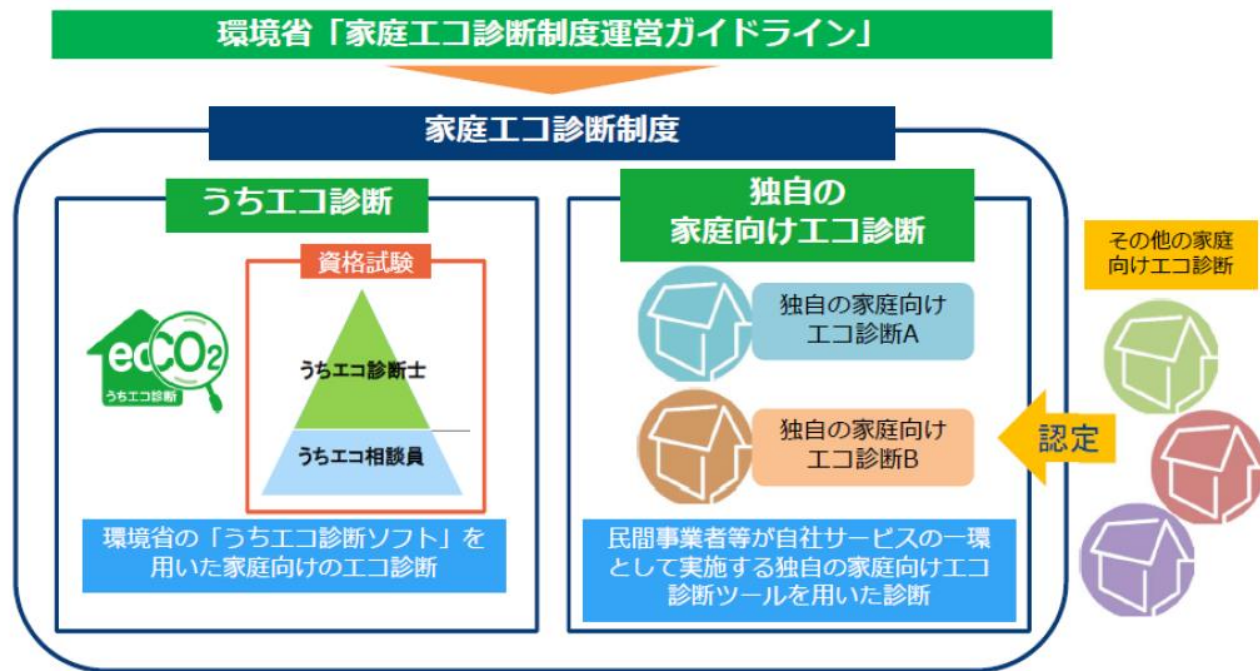 環境省「家庭エコ診断制度運営ガイドライン」
家庭エコ診断制度
うちエコ診断
資格試験
ecCO2
うちエコ診断
うちエコ診断士
うちエコ相談員
環境省の「うちエコ診断ソフト」を
用いた家庭向けのエコ診断
独自の
家庭向けエコ診断
独自の家庭向け
エコ診断A
独自の家庭向け
エコ診断B
民間事業者等が自社サービスの一環
として実施する独自の家庭向けエコ
診断ツールを用いた診断
その他の家庭
向けエコ診断
認定